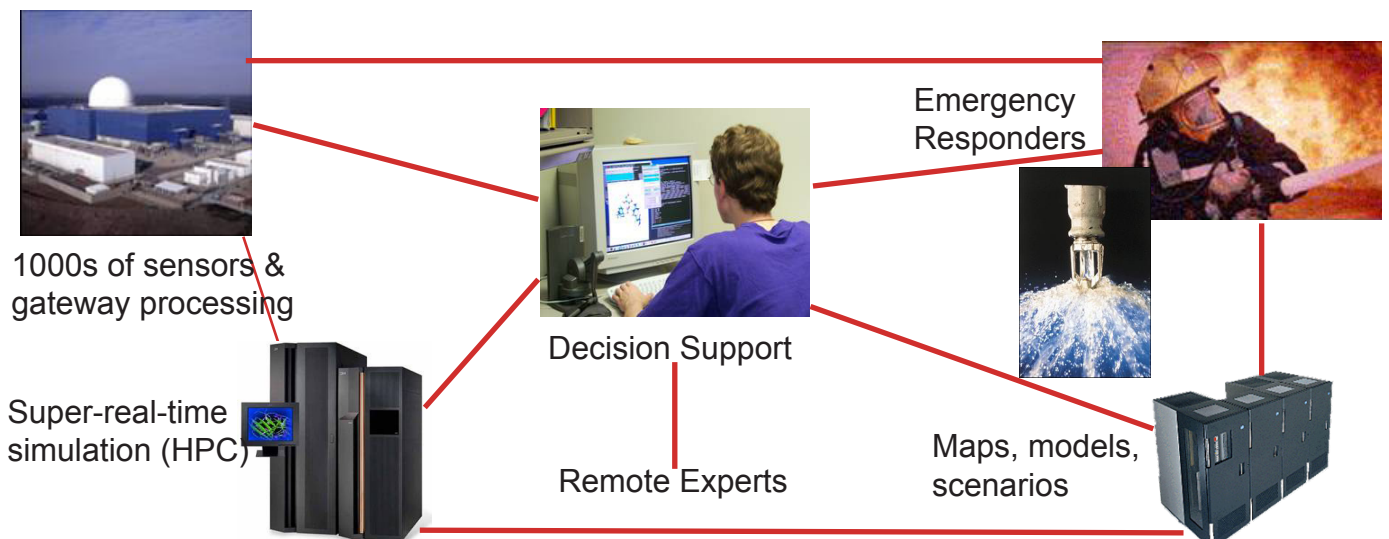 Emergency
Responders
1000s of sensors &
gateway processing
Decision Support
Super-real-time
simulation (HPC)
Remote Experts
Maps, models,
scenarios